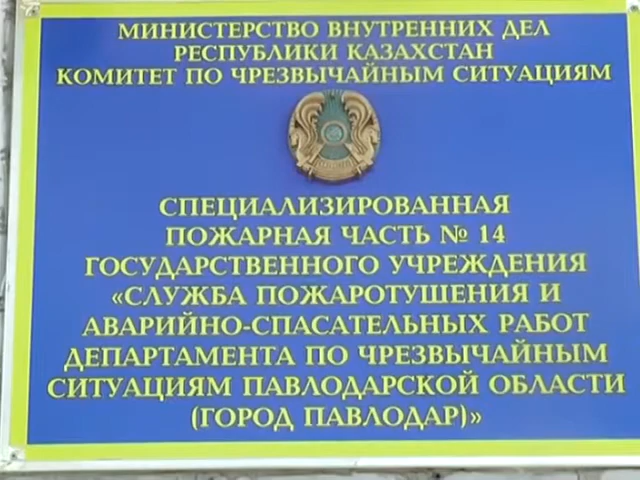 МИНИСТЕРСТВО ВНУТРЕННИХ ДЕЛ
РЕСПУБЛИКИ КАЗАХСТАН
КОМИТЕТ ПО ЧРЕЗВЫЧАЙНЫМ СИТУАЦИЯМ
СПЕЦИАЛИЗИРОВАННАЯ
ПОЖАРНАЯ ЧАСТЬ № 14
ГОСУДАРСТВЕННОГО УЧРЕЖДЕНИЯ
«СЛУЖБА ПОЖАРОТУШЕНИЯ И
АВАРИЙНО-СПАСАТЕЛЬНЫХ РАБОТ
ДЕПАРТАМЕНТА ПО ЧРЕЗВЫЧАЙНЫМ
СИТУАЦИЯМ ПАВЛОДАРСКОЙ ОБЛАСТИ
(ГОРОД ПАВЛОДАР)»